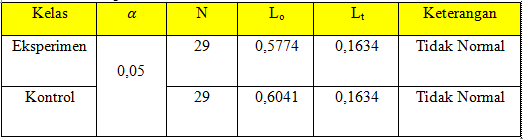 Kelas α N Lo Lt Keterangan
Eksperimen 0,05 29 0,5774 0,1634 Tidak Normal
Kontrol 29 0,6041 0,1634 Tidak Normal